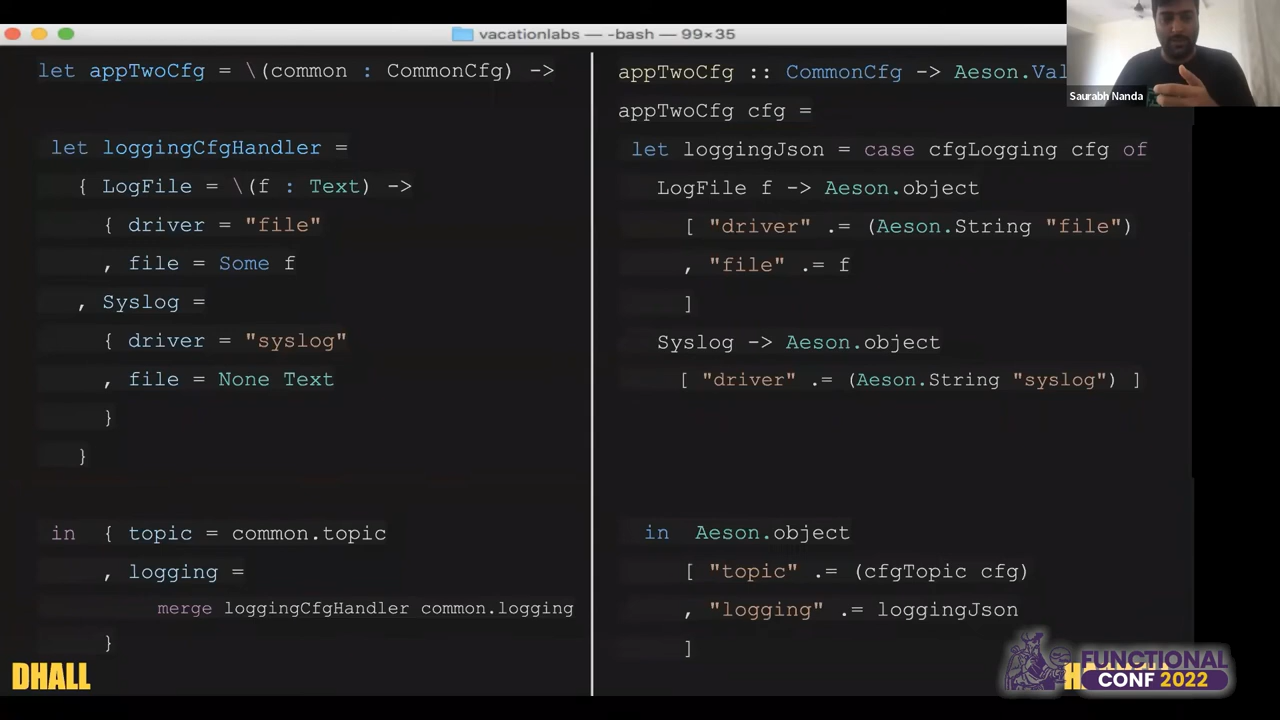 vacationlabs — -bash — 99×35
Saurabh Nanda
let appTwoCfg = \(common : CommonCfg) ->
let loggingCfgHandler =
{ LogFile = \(f : Text) ->
{ driver = "file"
, file = Some f
, Syslog =
{ driver = "syslog"
, file = None Text
}
}
in { topic = common.topic
, logging =
merge loggingCfgHandler common.logging
}
DHALL
appTwoCfg :: CommonCfg -> Aeson.Val
appTwoCfg cfg =
let loggingJson = case cfgLogging cfg of
LogFile f -> Aeson.object
[ "driver" .= (Aeson.String "file")
, "file" .= f
]
Syslog -> Aeson.object
[ "driver" .= (Aeson.String "syslog") ]
in Aeson.object
[ "topic" .= (cfgTopic cfg)
, "logging" .= loggingJson
]
FUNCTIONAL
CONF 2022